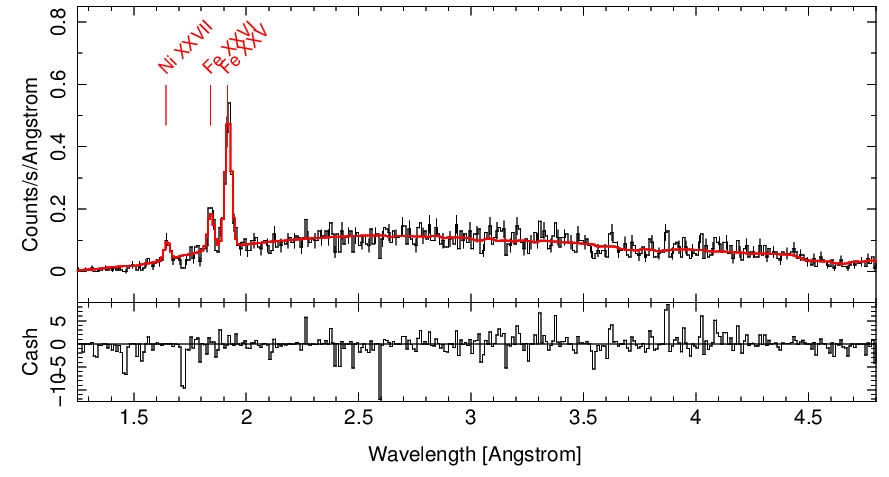 Ni XXVII
Fe XXVI
Fe XXV
Counts/s/Angstrom
0.8
0.6
0.4
0.2
0
Cash
5
0
−5
−10
1.5 2 2.5 3 3.5 4 4.5
Wavelength [Angstrom]